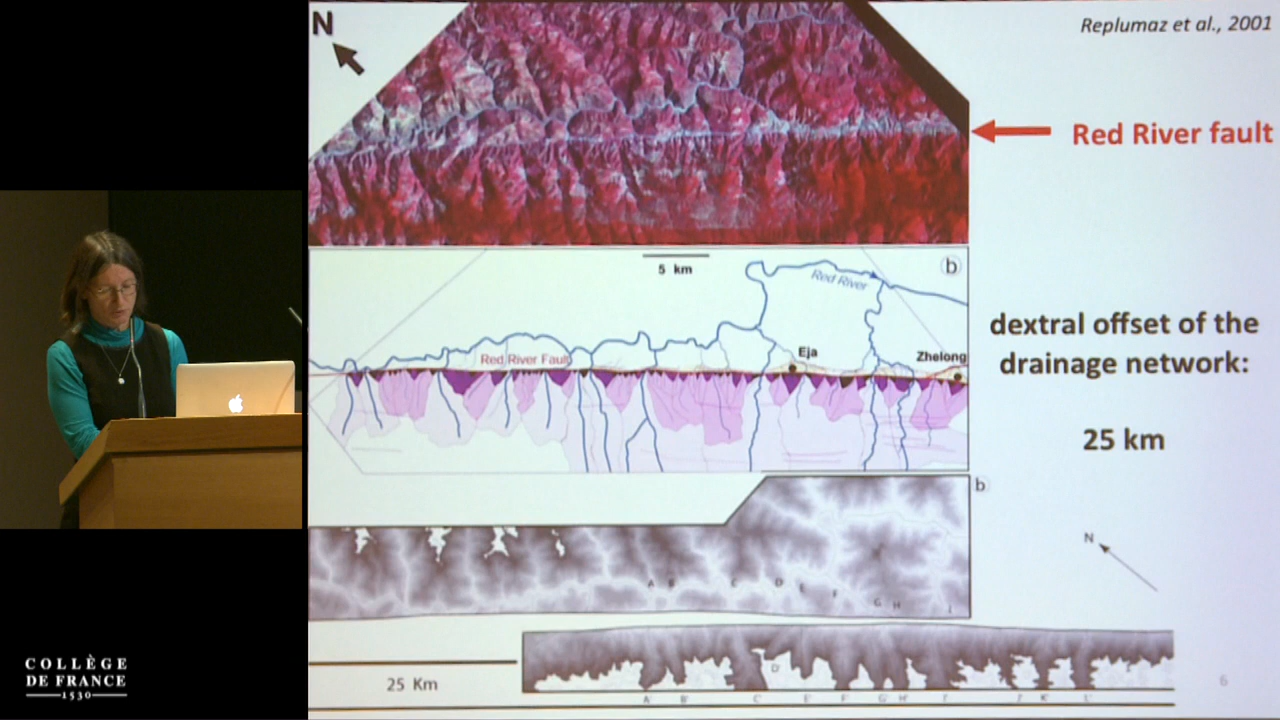 N
Replumaz et al., 2001
Red River fault
5 km
b
Red River
Red River Fault
Eja
Zhelong
dextral offset of the
drainage network:
25 km
b
N
A B C D E F G H I
25 Km
D'
A' B' C' E' F' G' H' I' J' K' L'
6
COLLÈGE
DE FRANCE
1530